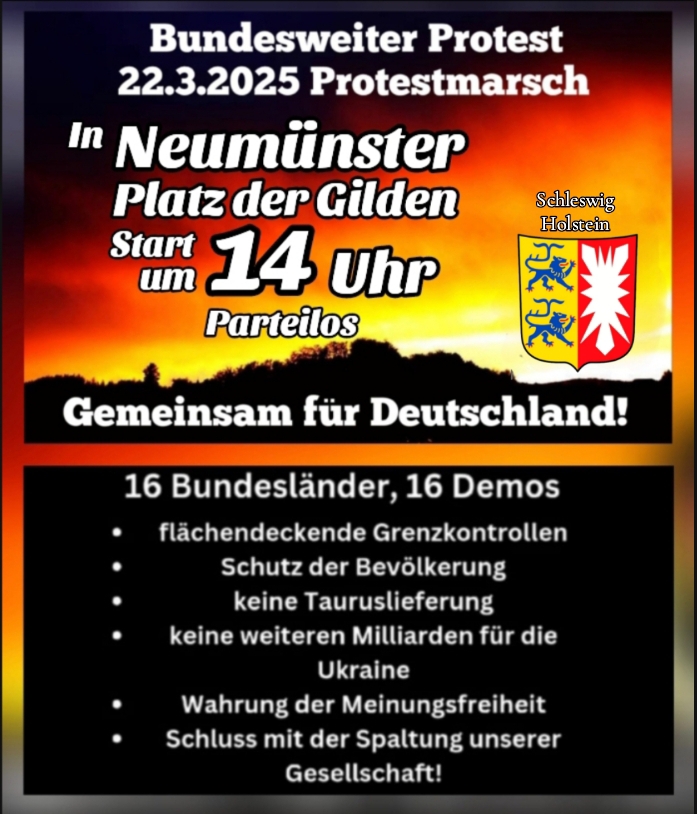 Bundesweiter Protest
22.3.2025 Protestmarsch
In Neumünster
Platz der Gilden
Start
um 14 Uhr
Parteilos
Schleswig
Holstein
Gemeinsam für Deutschland!
16 Bundesländer, 16 Demos
• flächendeckende Grenzkontrollen
• Schutz der Bevölkerung
• keine Tauruslieferung
• keine weiteren Milliarden für die
Ukraine
• Wahrung der Meinungsfreiheit
• Schluss mit der Spaltung unserer
Gesellschaft!